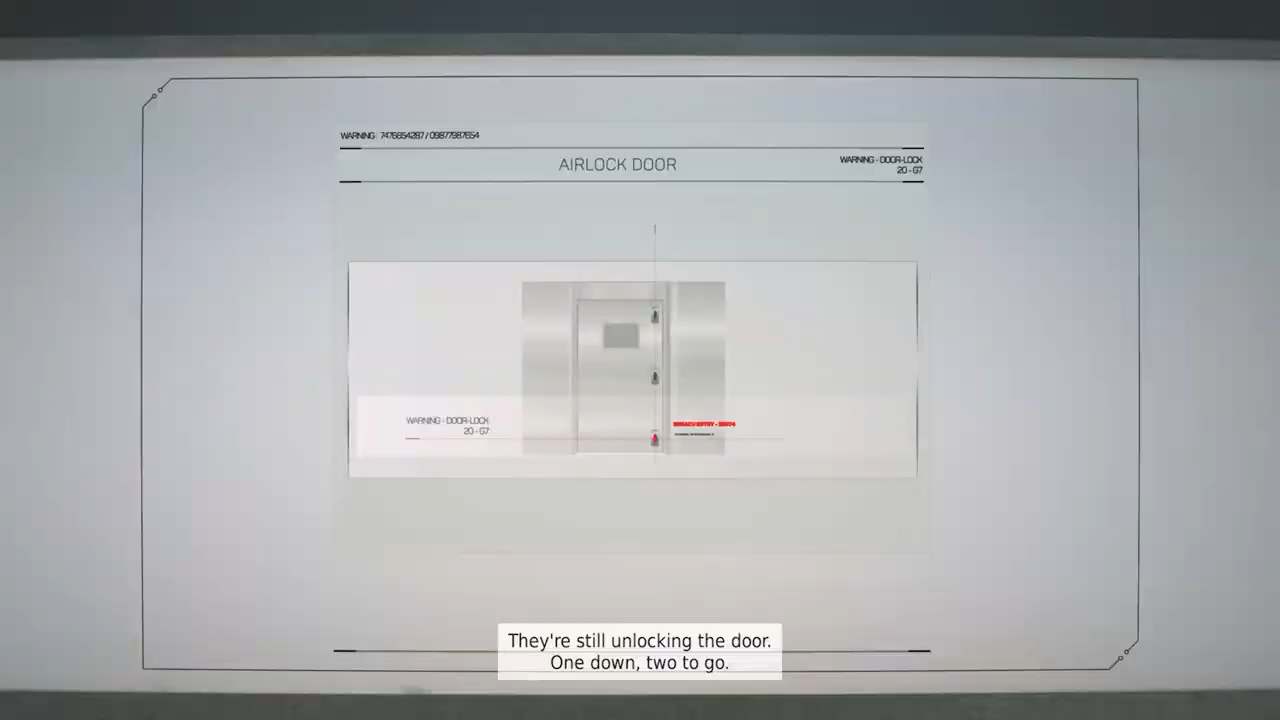 WARNING : 7476654287 / 09877987654
AIRLOCK DOOR
WARNING - DOOR-LOCK
20 - G7
WARNING - DOOR-LOCK
20 - G7
They're still unlocking the door.
One down, two to go.